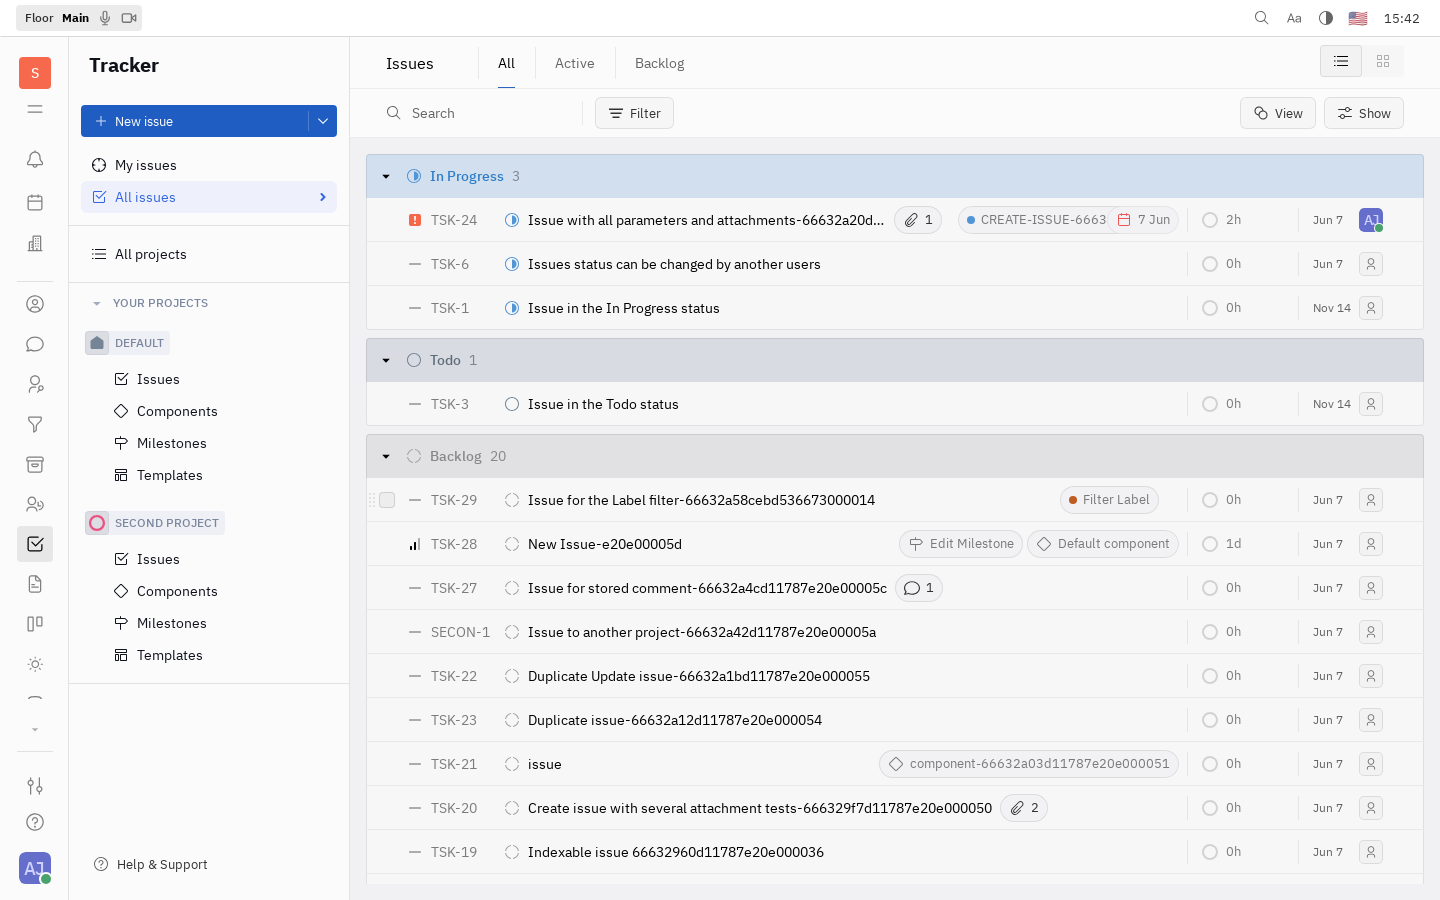 Floor Main
Aa
15:42
S
Tracker
New issue
My issues
All issues
All projects
YOUR PROJECTS
DEFAULT
Issues
Components
Milestones
Templates
SECOND PROJECT
Issues
Components
Milestones
Templates
Help & Support
AJ
Issues All Active Backlog
Search Filter View Show
In Progress 3
TSK-24 Issue with all parameters and attachments-66632a20d... 1 CREATE-ISSUE-6663 7 Jun 2h Jun 7 AJ
TSK-6 Issues status can be changed by another users 0h Jun 7
TSK-1 Issue in the In Progress status 0h Nov 14
Todo 1
TSK-3 Issue in the Todo status 0h Nov 14
Backlog 20
TSK-29 Issue for the Label filter-66632a58cebd536673000014 Filter Label 0h Jun 7
TSK-28 New Issue-e20e00005d Edit Milestone Default component 1d Jun 7
TSK-27 Issue for stored comment-66632a4cd11787e20e00005c 1 0h Jun 7
SECON-1 Issue to another project-66632a42d11787e20e00005a 0h Jun 7
TSK-22 Duplicate Update issue-66632a1bd11787e20e000055 0h Jun 7
TSK-23 Duplicate issue-66632a12d11787e20e000054 0h Jun 7
TSK-21 issue component-66632a03d11787e20e000051 0h Jun 7
TSK-20 Create issue with several attachment tests-666329f7d11787e20e000050 2 0h Jun 7
TSK-19 Indexable issue 66632960d11787e20e000036 0h Jun 7